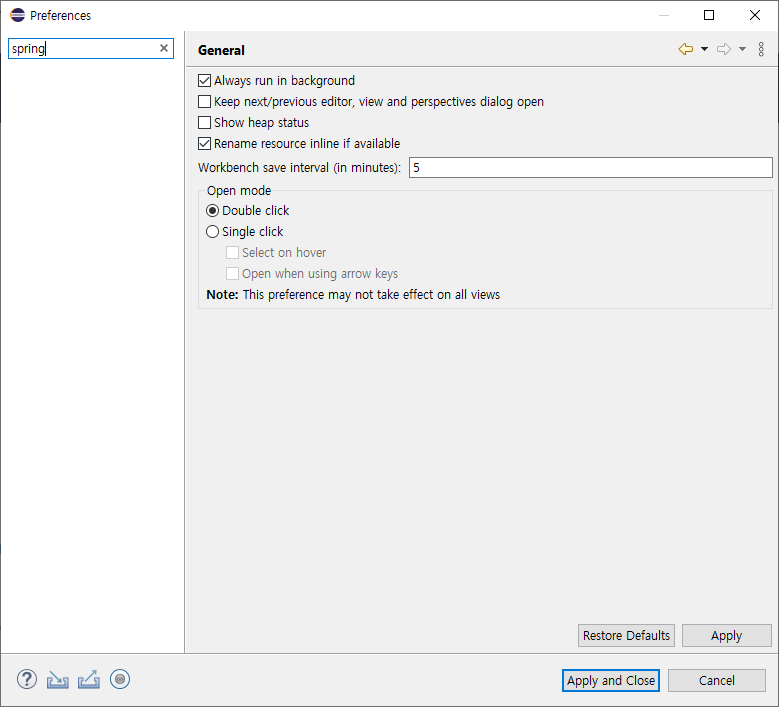 Preferences
spring
General
Always run in background
Keep next/previous editor, view and perspectives dialog open
Show heap status
Rename resource inline if available
Workbench save interval (in minutes): 5
Open mode
Double click
Single click
Select on hover
Open when using arrow keys
Note: This preference may not take effect on all views
Restore Defaults Apply
? Apply and Close Cancel